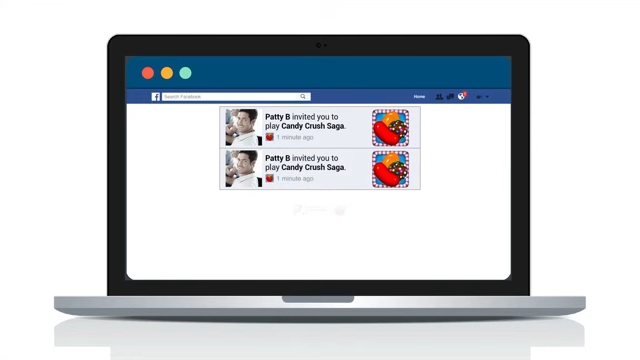 Search Facebook
Home
Patty B invited you to
play Candy Crush Saga.
1 minute ago
Patty B invited you to
play Candy Crush Saga.
1 minute ago